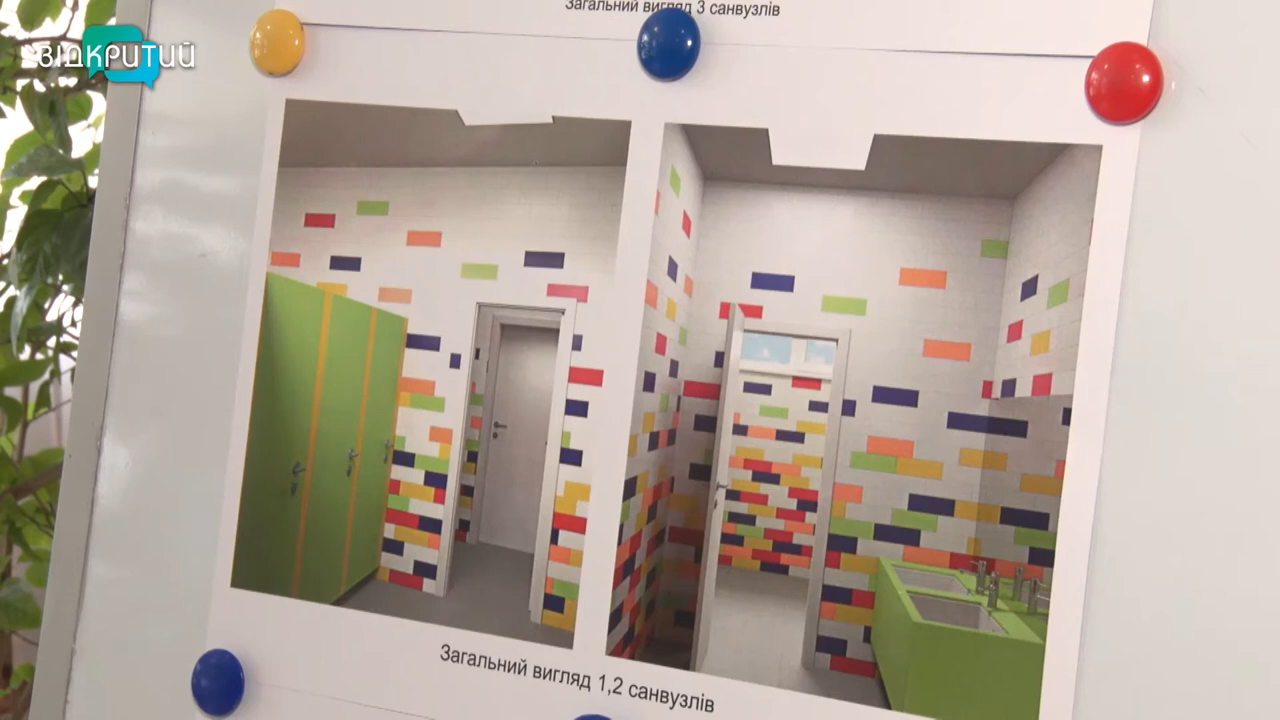 Загальний вигляд 3 санвузлів
ВІДКРИТИЙ
Загальний вигляд 1,2 санвузлів